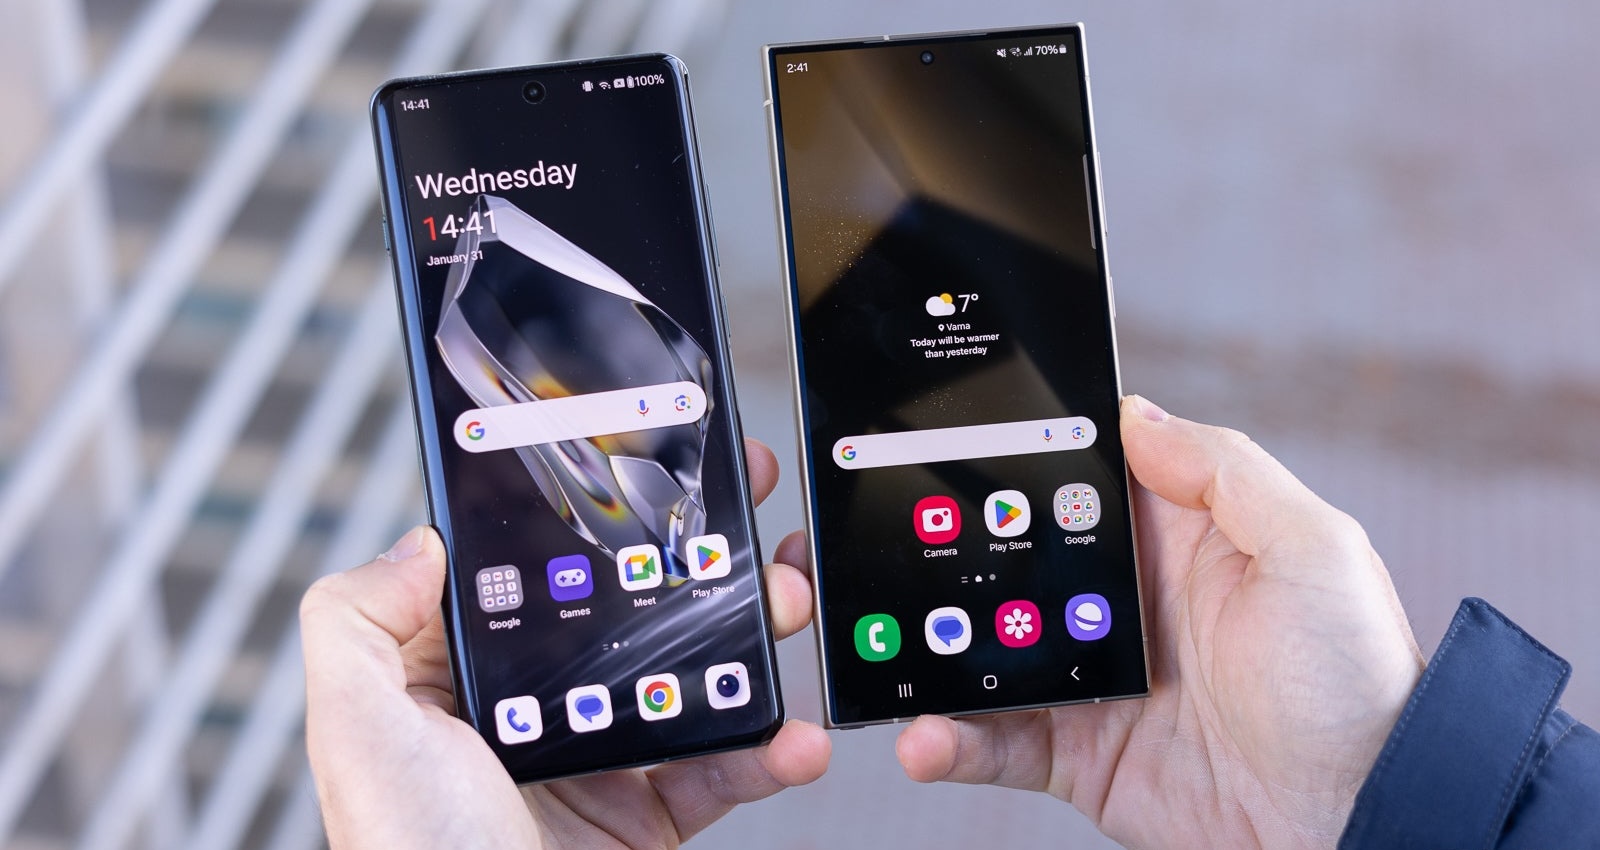 14:41
100%
Wednesday
14:41
January 31
G
Google
Games
Meet
Play Store
2:41
70%
7°
Varna
Today will be warmer
than yesterday
G
Camera
Play Store
Google